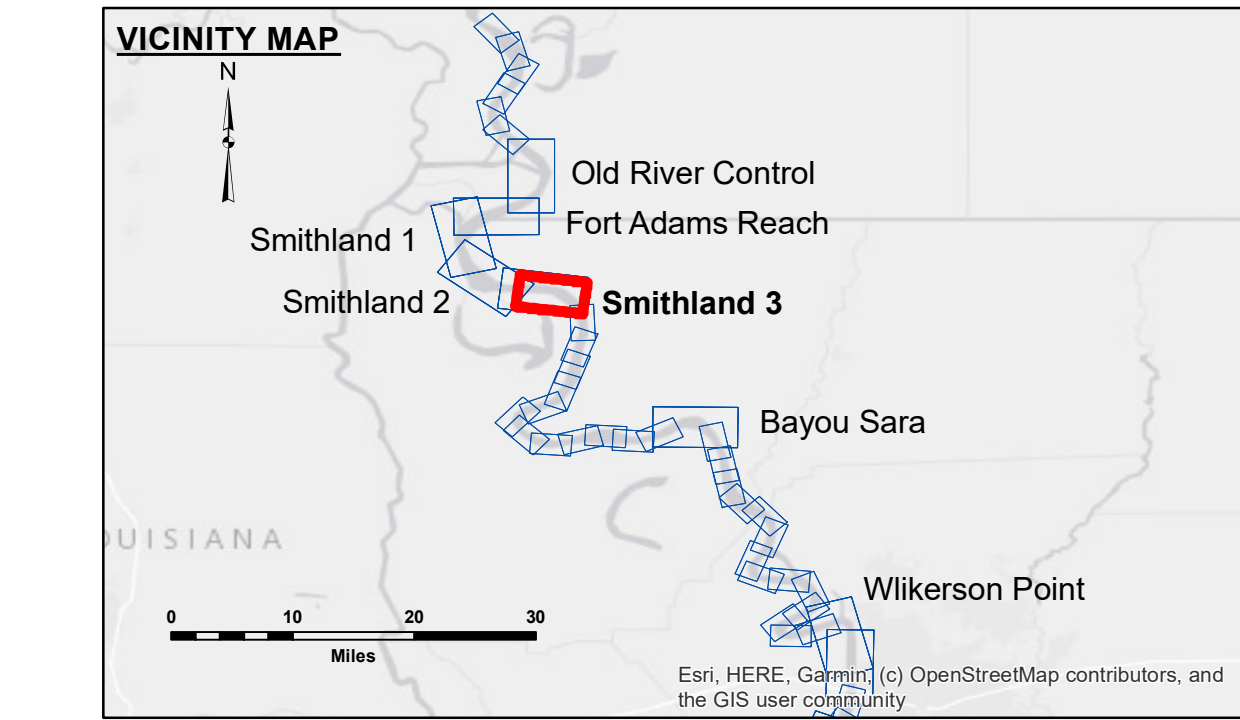 VICINITY MAP
N
Old River Control
Fort Adams Reach
Smithland 1
Smithland 2
Smithland 3
Bayou Sara
OUISIANA
Wlikerson Point
0 10 20 30
Miles
Esri, HERE, Garmin, (c) OpenStreetMap contributors, and
the GIS user community